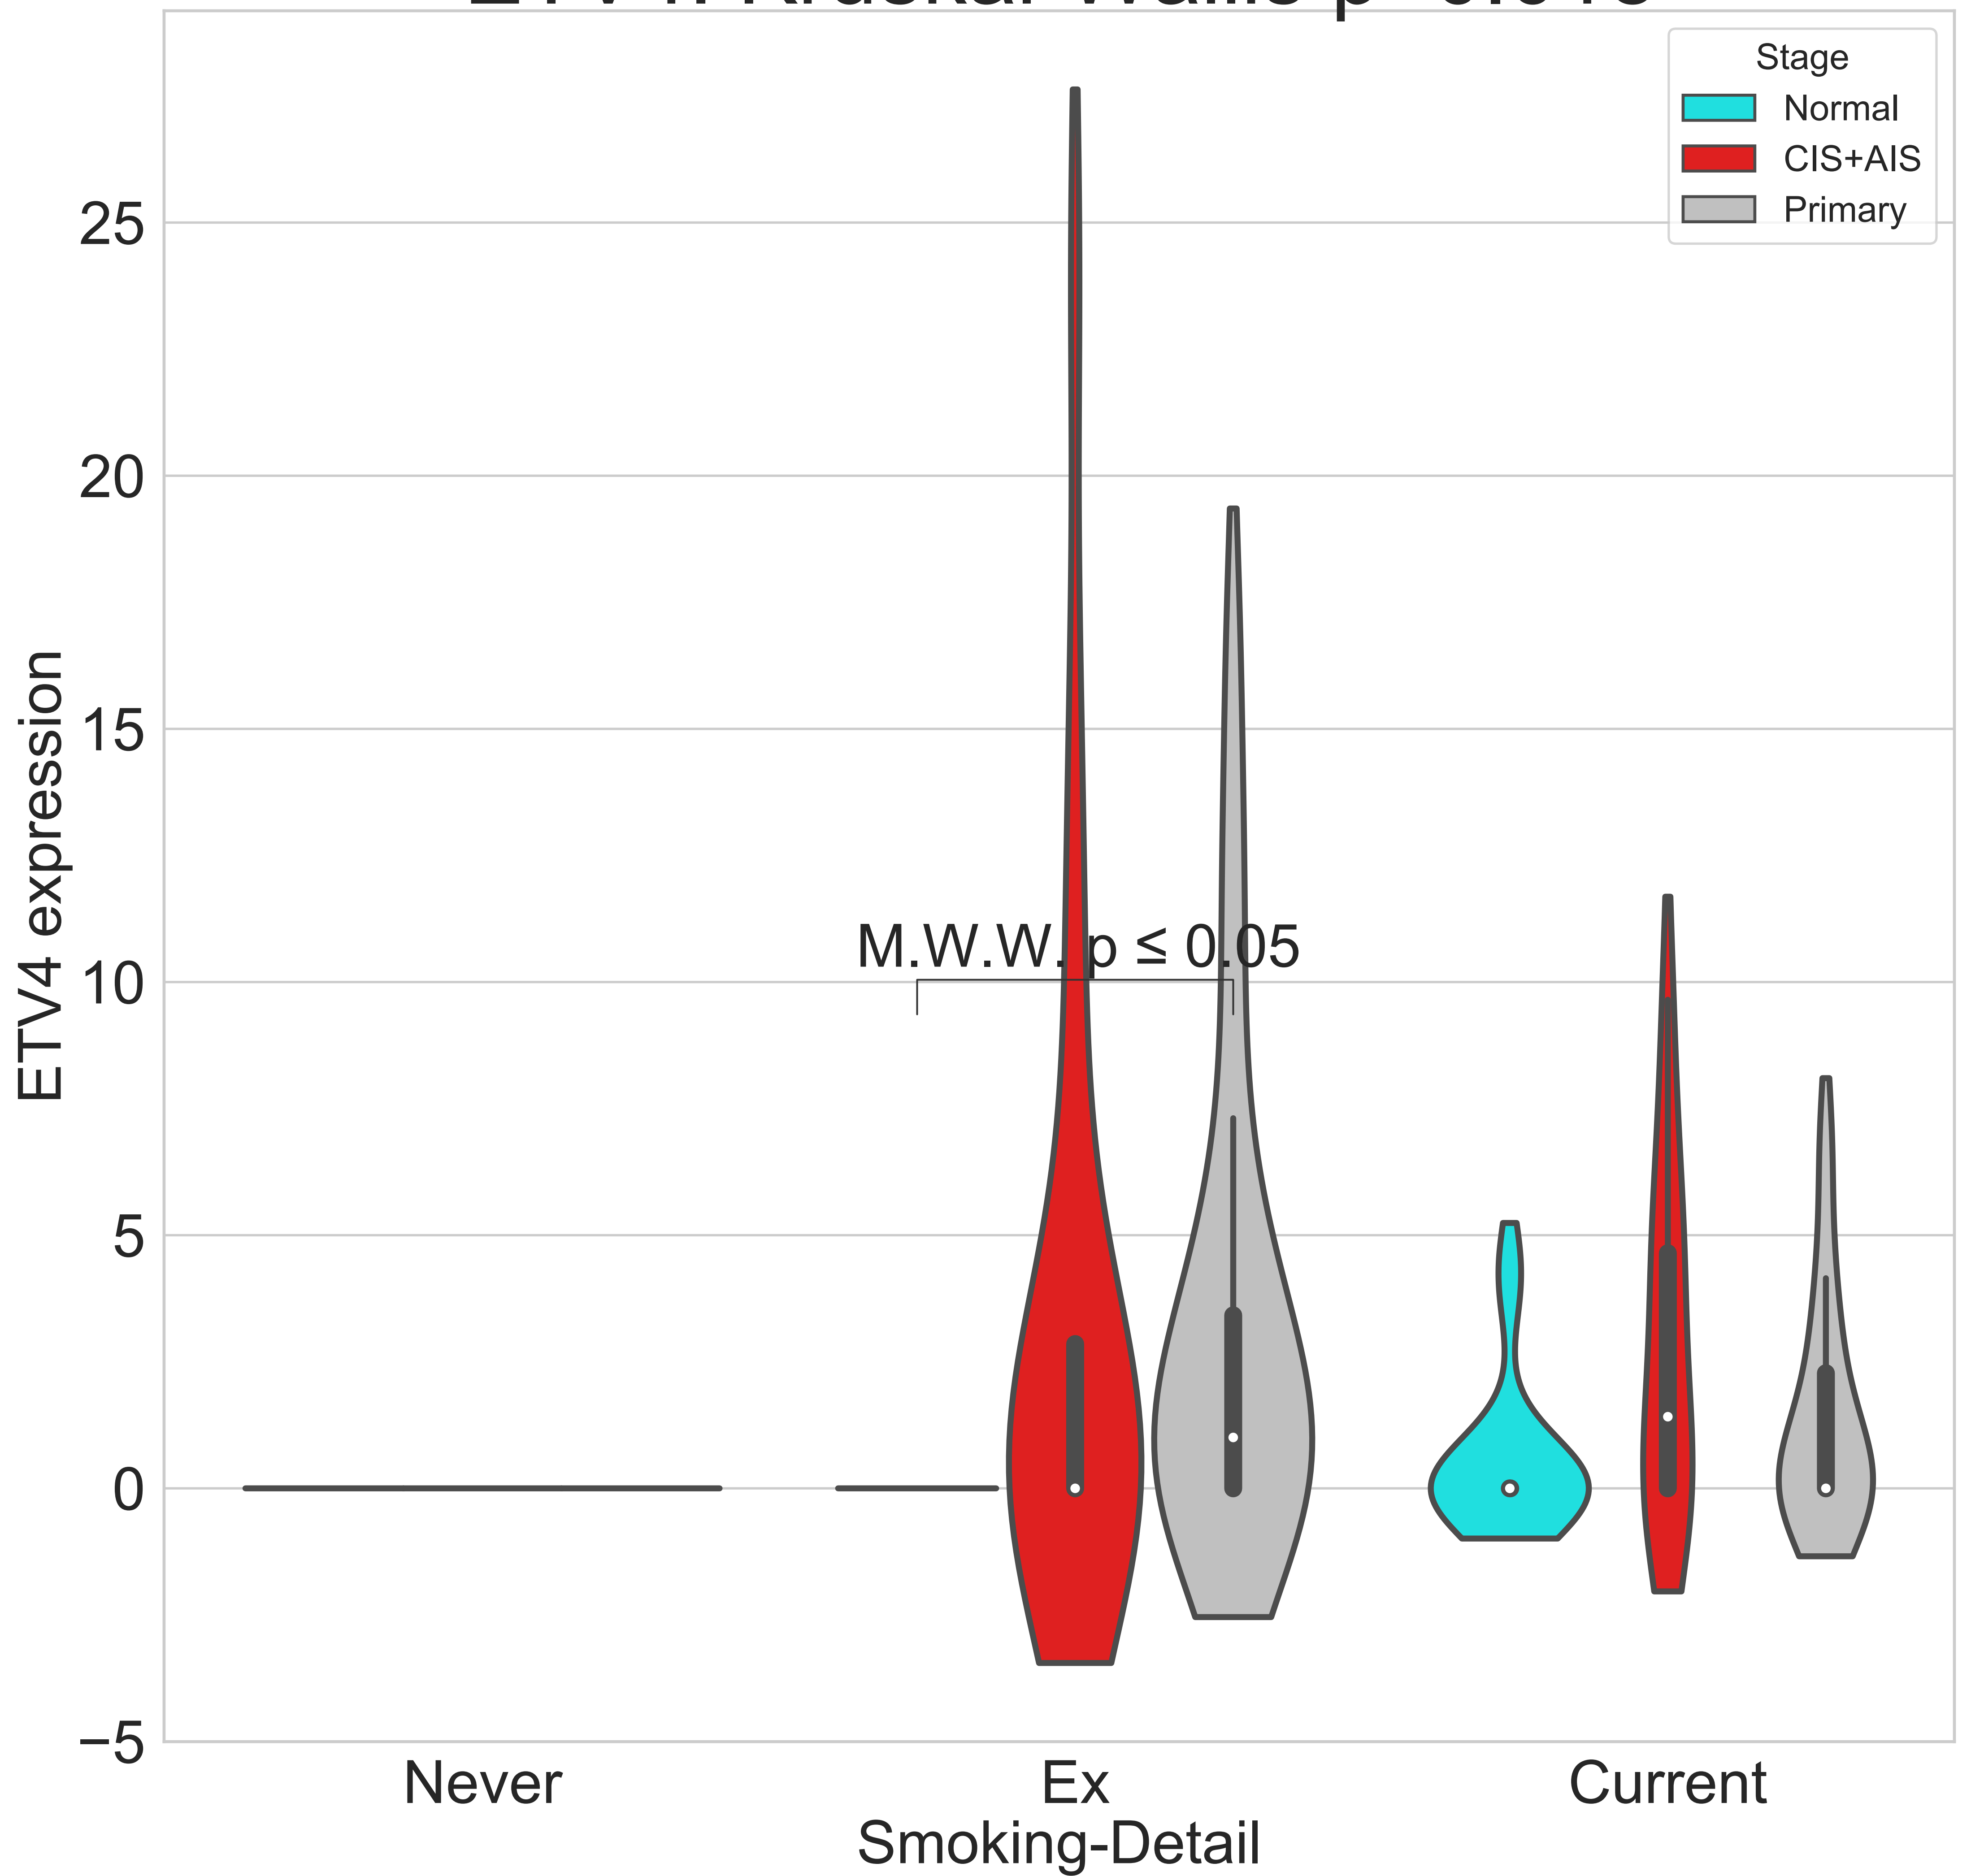 Stage
Normal
CIS+AIS
Primary
25
20
15
10
5
0
−5
ETV4 expression
M.W.W. p ≤ 0.05
Never
Ex
Current
Smoking-Detail